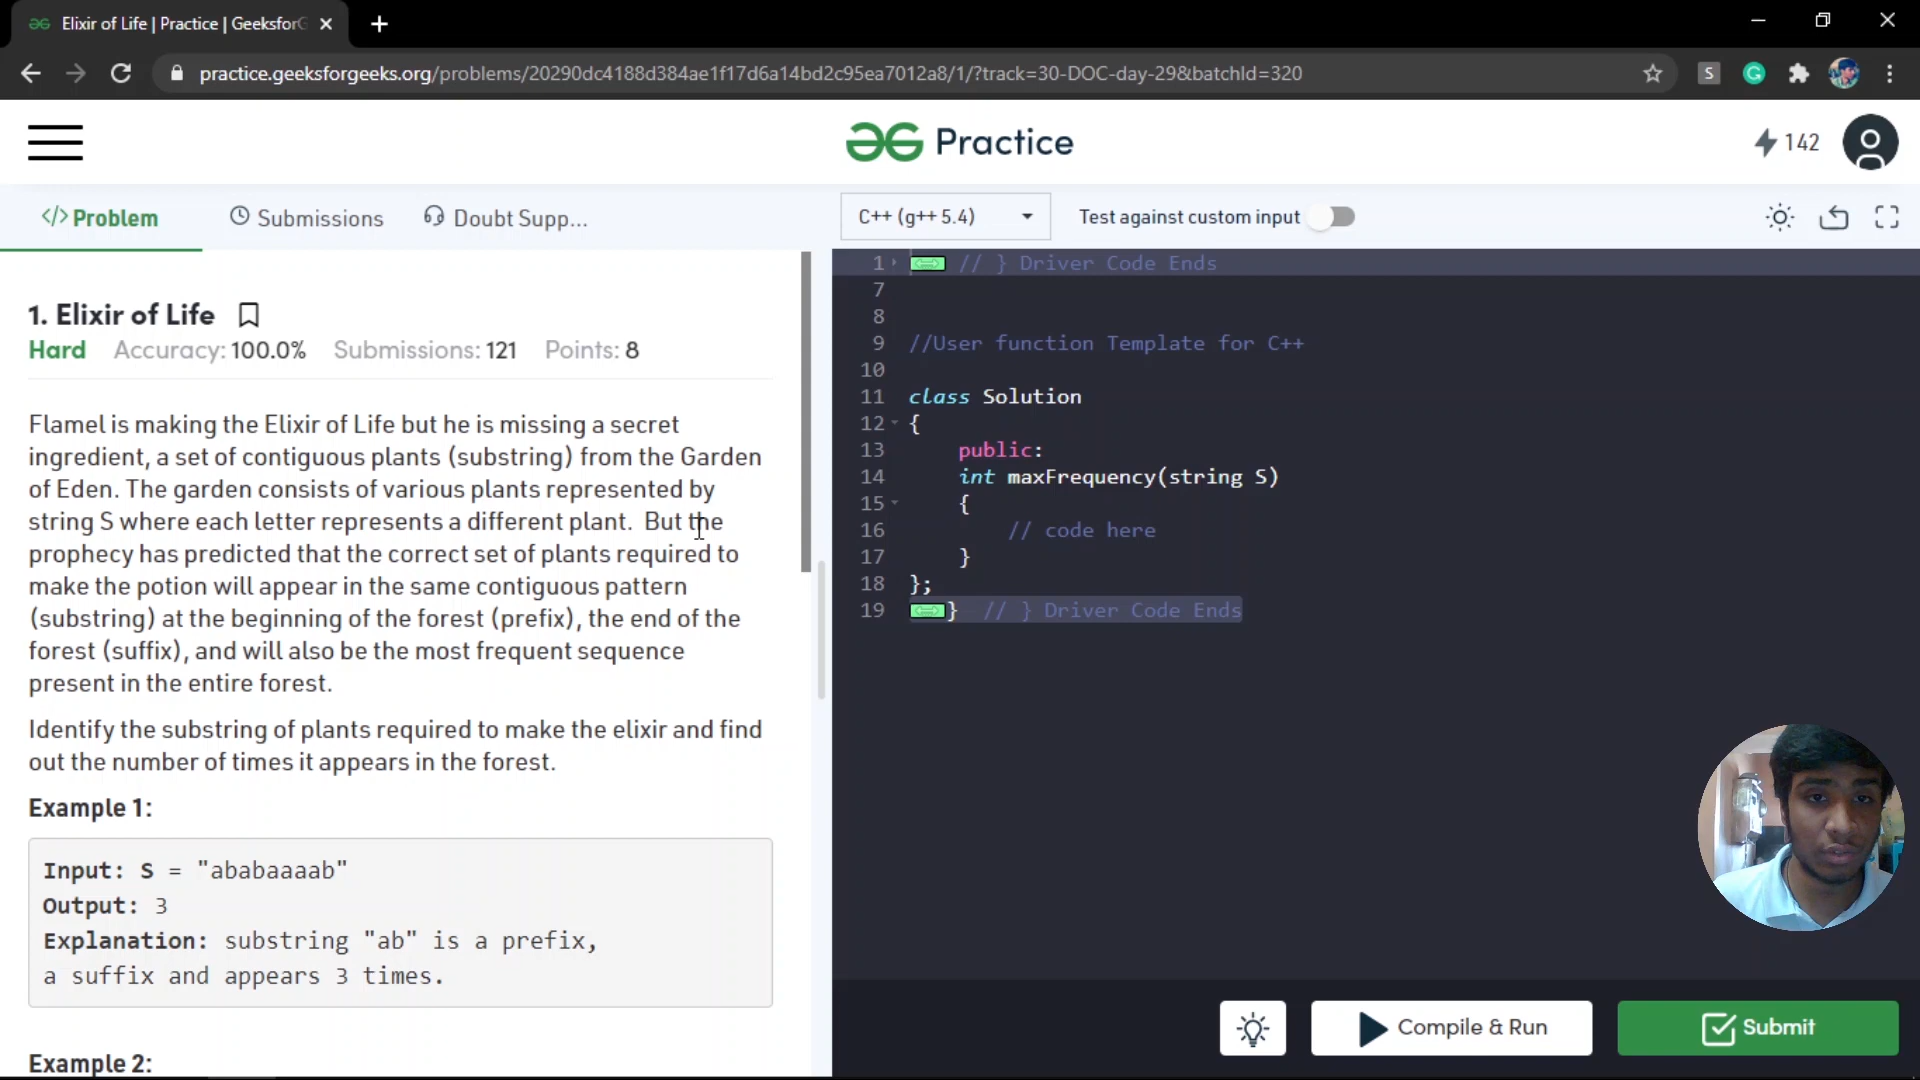 Elixir of Life | Practice | GeeksforG
practice.geeksforgeeks.org/problems/20290dc4188d384ae1f17d6a14bd2c95ea7012a8/1/?track=30-DOC-day-29&batchId=320
S
G
Practice
142
</> Problem
Submissions
Doubt Supp...
C++ (g++ 5.4)
Test against custom input
1. Elixir of Life
Hard Accuracy: 100.0% Submissions: 121 Points: 8
Flamel is making the Elixir of Life but he is missing a secret
ingredient, a set of contiguous plants (substring) from the Garden
of Eden. The garden consists of various plants represented by
string S where each letter represents a different plant. But the
prophecy has predicted that the correct set of plants required to
make the potion will appear in the same contiguous pattern
(substring) at the beginning of the forest (prefix), the end of the
forest (suffix), and will also be the most frequent sequence
present in the entire forest.
Identify the substring of plants required to make the elixir and find
out the number of times it appears in the forest.
Example 1:
Input: S = "ababaaaab"
Output: 3
Explanation: substring "ab" is a prefix,
a suffix and appears 3 times.
Example 2:
1 // } Driver Code Ends
7
8
9 //User function Template for C++
10
11 class Solution
12 {
13 public:
14 int maxFrequency(string S)
15 {
16 // code here
17 }
18 };
19 } // } Driver Code Ends
Compile & Run
Submit